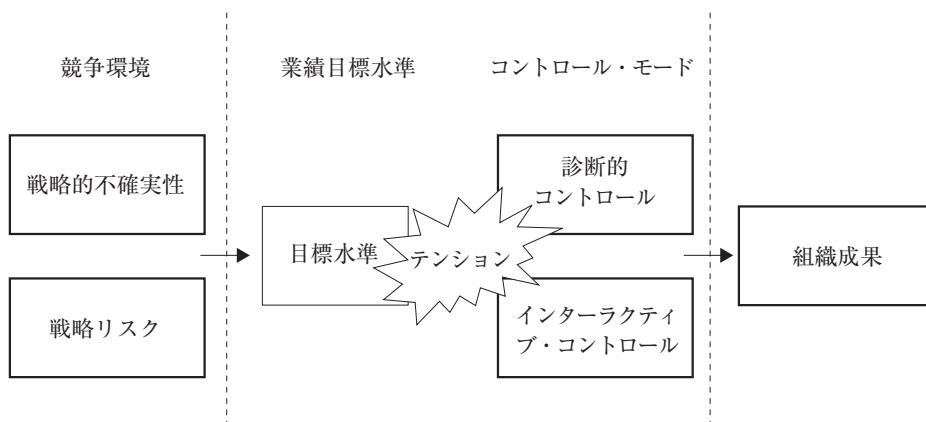 競争環境
業績目標水準
コントロール・モード
戦略的不確実性
戦略リスク
目標水準
テンション
診断的
コントロール
インターラクティ
ブ・コントロール
組織成果